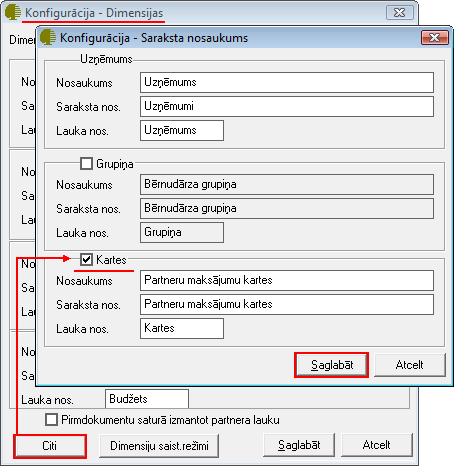 Konfigurācija - Dimensijas
Dimen
Konfigurācija - Saraksta nosaukums
Uzņēmums
Nosaukums Uzņēmums
Saraksta nos. Uzņēmumi
Lauka nos. Uzņēmums
Grupiņa
Nosaukums Bērnudārza grupiņa
Saraksta nos. Bērnudārza grupiņa
Lauka nos. Grupiņa
Kartes
Nosaukums Partneru maksājumu kartes
Saraksta nos. Partneru maksājumu kartes
Lauka nos. Kartes
Saglabāt Atcelt
No
Sa
Lau
No
Sa
Lau
No
Sa
Lau
No
Sa
Lauka nos. Budžets
Pirmdokumentu saturā izmantot partnera lauku
Citi Dimensiju saist.režīmi Saglabāt Atcelt